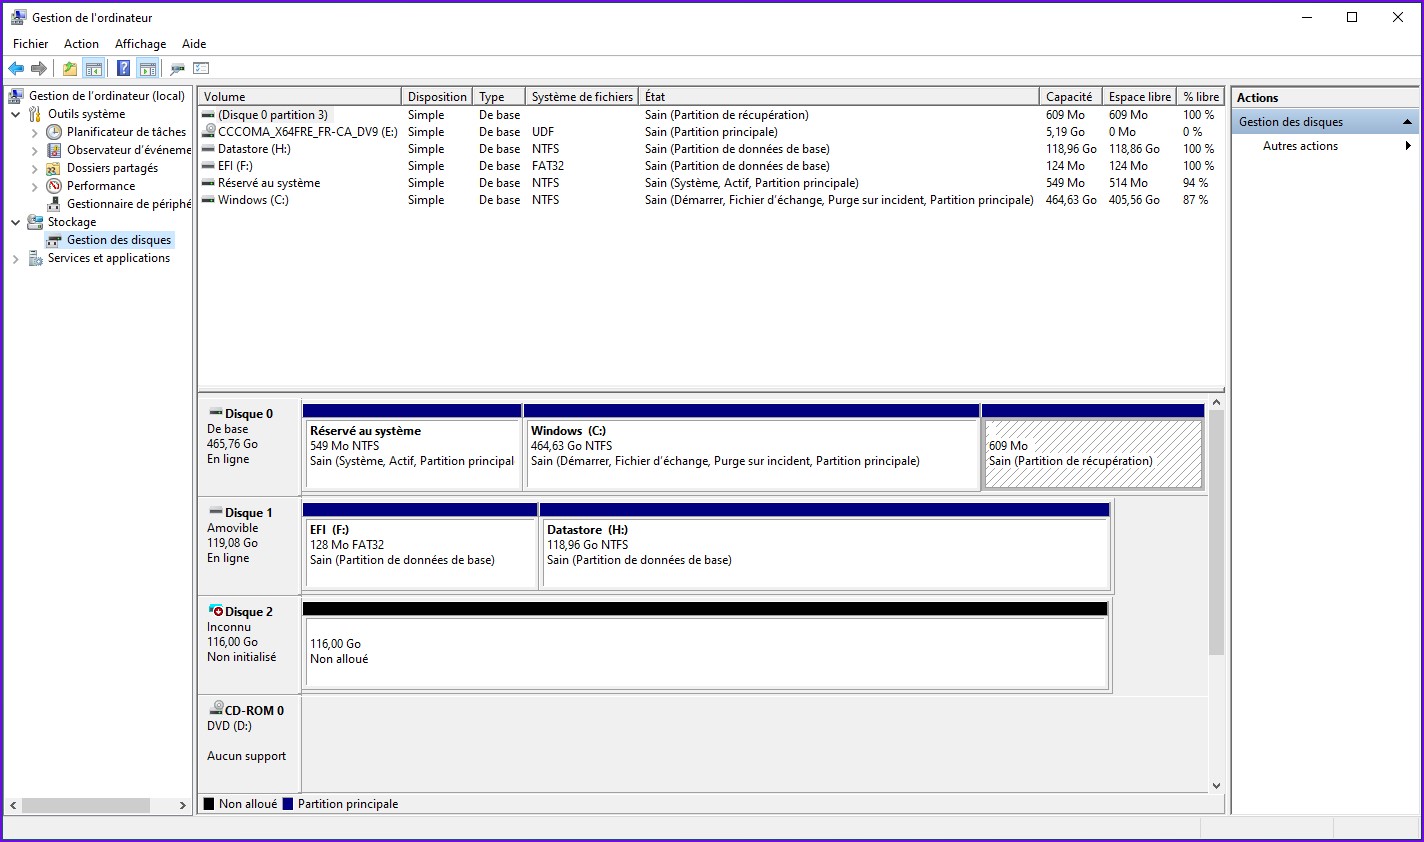 Gestion de l'ordinateur
Fichier Action Affichage Aide
Gestion de l'ordinateur (local)
Outils système
Planificateur de tâches
Observateur d'événeme
Dossiers partagés
Performance
Gestionnaire de périphé
Stockage
Gestion des disques
Services et applications
Volume Disposition Type Système de fichiers État Capacité Espace libre % libre
(Disque 0 partition 3) Simple De base Sain (Partition de récupération) 609 Mo 609 Mo 100 %
CCCOMA_X64FRE_FR-CA_DV9 (E:) Simple De base UDF Sain (Partition principale) 5,19 Go 0 Mo 0 %
Datastore (H:) Simple De base NTFS Sain (Partition de données de base) 118,96 Go 118,86 Go 100 %
EFI (F:) Simple De base FAT32 Sain (Partition de données de base) 124 Mo 124 Mo 100 %
Réservé au système Simple De base NTFS Sain (Système, Actif, Partition principale) 549 Mo 514 Mo 94 %
Windows (C:) Simple De base NTFS Sain (Démarrer, Fichier d'échange, Purge sur incident, Partition principale) 464,63 Go 405,56 Go 87 %
Disque 0
De base
465,76 Go
En ligne
Réservé au système
549 Mo NTFS
Sain (Système, Actif, Partition principal
Windows (C:)
464,63 Go NTFS
Sain (Démarrer, Fichier d'échange, Purge sur incident, Partition principale)
609 Mo
Sain (Partition de récupération)
Disque 1
Amovible
119,08 Go
En ligne
EFI (F:)
128 Mo FAT32
Sain (Partition de données de base)
Datastore (H:)
118,96 Go NTFS
Sain (Partition de données de base)
Disque 2
Inconnu
116,00 Go
Non initialisé
116,00 Go
Non alloué
CD-ROM 0
DVD (D:)
Aucun support
Non alloué Partition principale
Actions
Gestion des disques
Autres actions